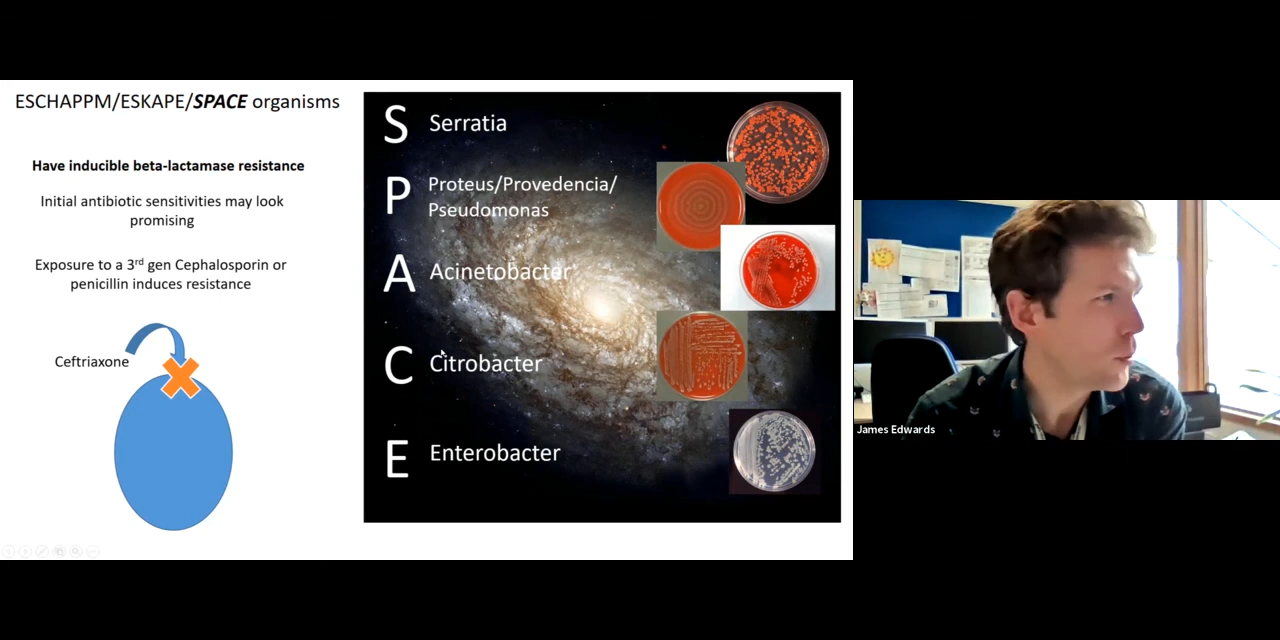 ESCHAPPM/ESKAPE/SPACE organisms
Have inducible beta-lactamase resistance
Initial antibiotic sensitivities may look
promising
Exposure to a 3rd gen Cephalosporin or
penicillin induces resistance
Ceftriaxone
S Serratia
P Proteus/Provedencia/
Pseudomonas
A Acinetobacter
C Citrobacter
E Enterobacter
James Edwards